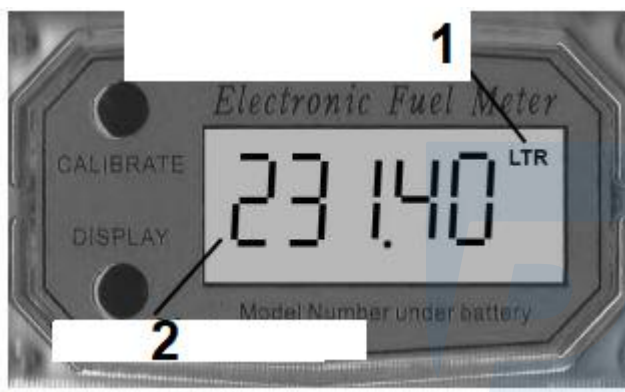 1
Electronic Fuel Meter
LTR
CALIBRATE
231.40
DISPLAY
Model Number under battery
2